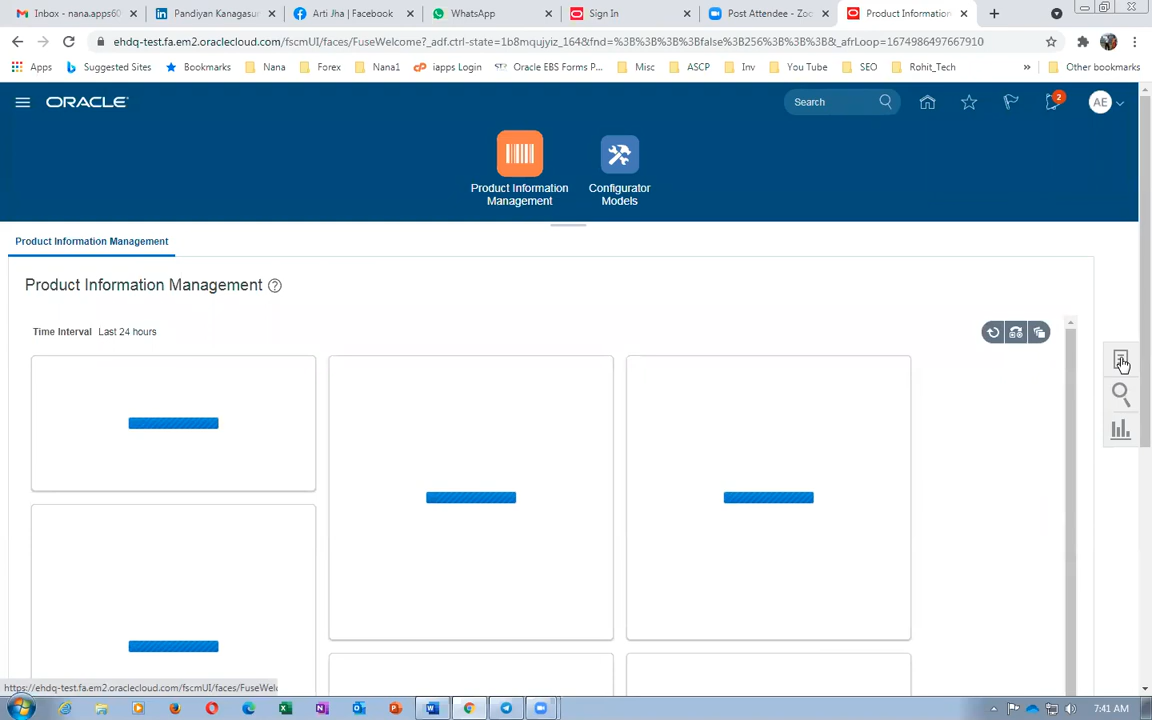 Inbox - nana.apps60
Pandiyan Kanagasun
Arti Jha | Facebook
WhatsApp
Sign In
Post Attendee - Zoo
Product Information
ehdq-test.fa.em2.oraclecloud.com/fscmUI/faces/FuseWelcome?_adf.ctrl-state=1b8mqujyiz_164&fnd=%3B%3B%3B%3Bfalse%3B256%3B%3B%3B&_afrLoop=1674986497667910
Apps
Suggested Sites
Bookmarks
Nana
Forex
Nana1
iapps Login
Oracle EBS Forms P...
Misc
ASCP
Inv
You Tube
SEO
Rohit_Tech
»
Other bookmarks
ORACLE
Search
2
AE
Product Information
Management
Configurator
Models
Product Information Management
Product Information Management ?
Time Interval Last 24 hours
https://ehdq-test.fa.em2.oraclecloud.com/fscmUI/faces/FuseWelc
7:41 AM